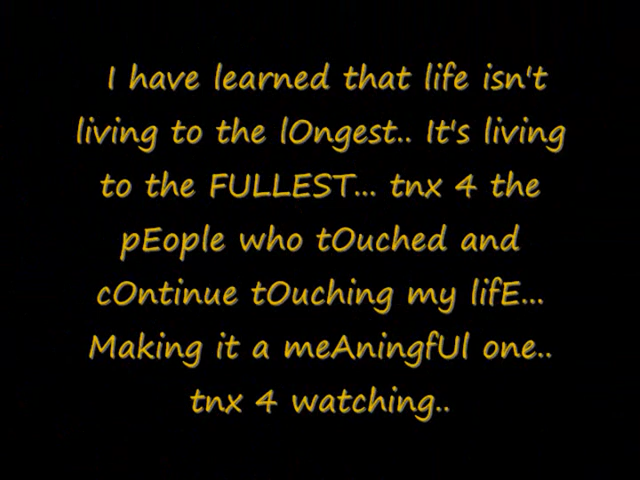 I have learned that life isn't
living to the lOngest.. It's living
to the FULLEST... tnx 4 the
pEople who tOuched and
cOntinue tOuching my lifE...
Making it a meAningfUl one..
tnx 4 watching..